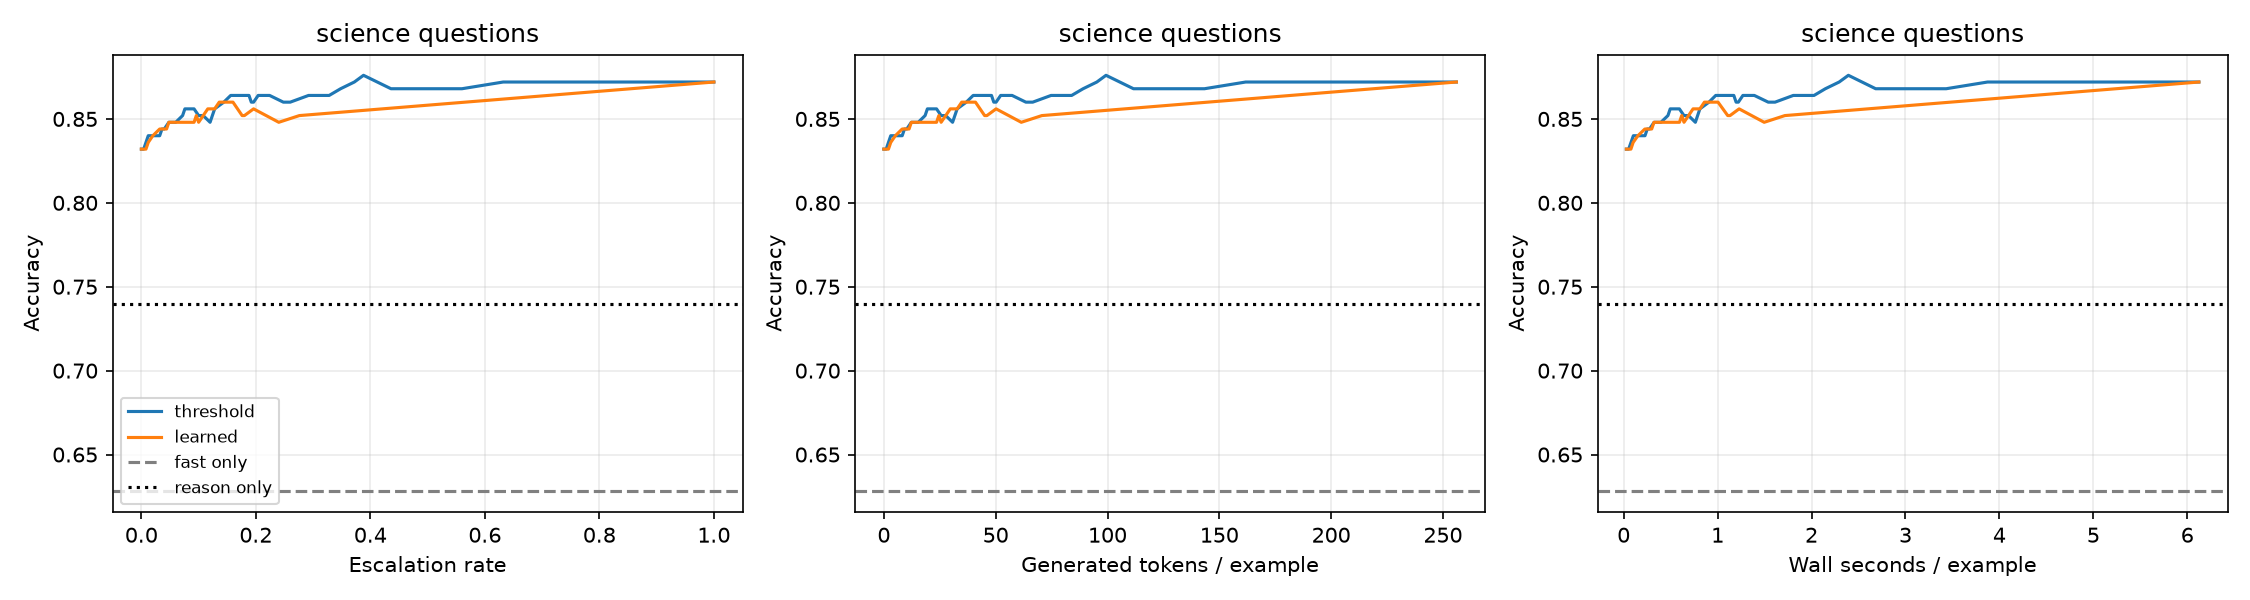 science questions
Accuracy
0.85
0.80
0.75
0.70
0.65
threshold
learned
fast only
reason only
0.0 0.2 0.4 0.6 0.8 1.0
Escalation rate
science questions
Accuracy
0.85
0.80
0.75
0.70
0.65
0 50 100 150 200 250
Generated tokens / example
science questions
Accuracy
0.85
0.80
0.75
0.70
0.65
0 1 2 3 4 5 6
Wall seconds / example